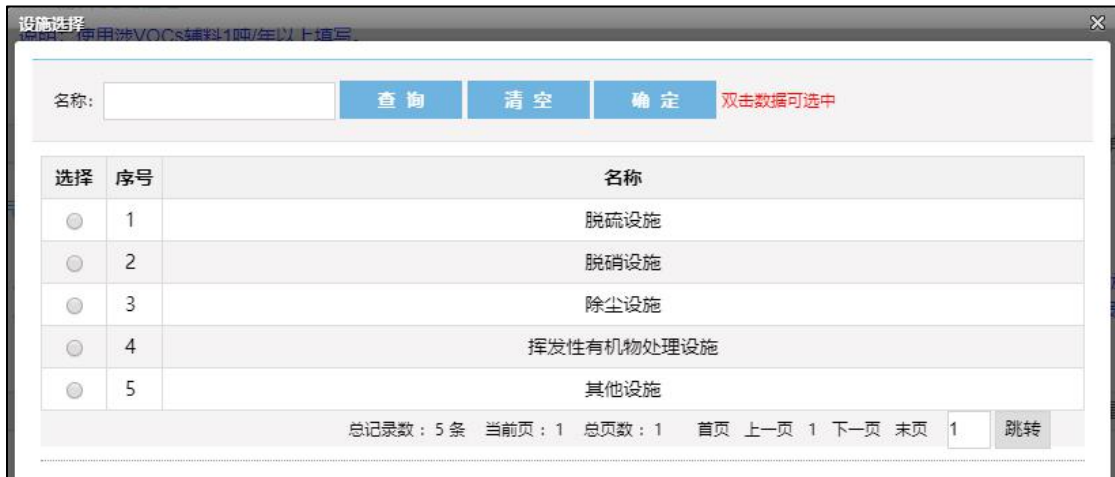 设施选择
说明：使用涉VOCs辅料1吨/年以上填写。
名称:
查 询 清 空 确 定 双击数据可选中
选择 序号 名称
1 脱硫设施
2 脱硝设施
3 除尘设施
4 挥发性有机物处理设施
5 其他设施
总记录数：5条 当前页：1 总页数：1 首页 上一页 1 下一页 末页 1 跳转